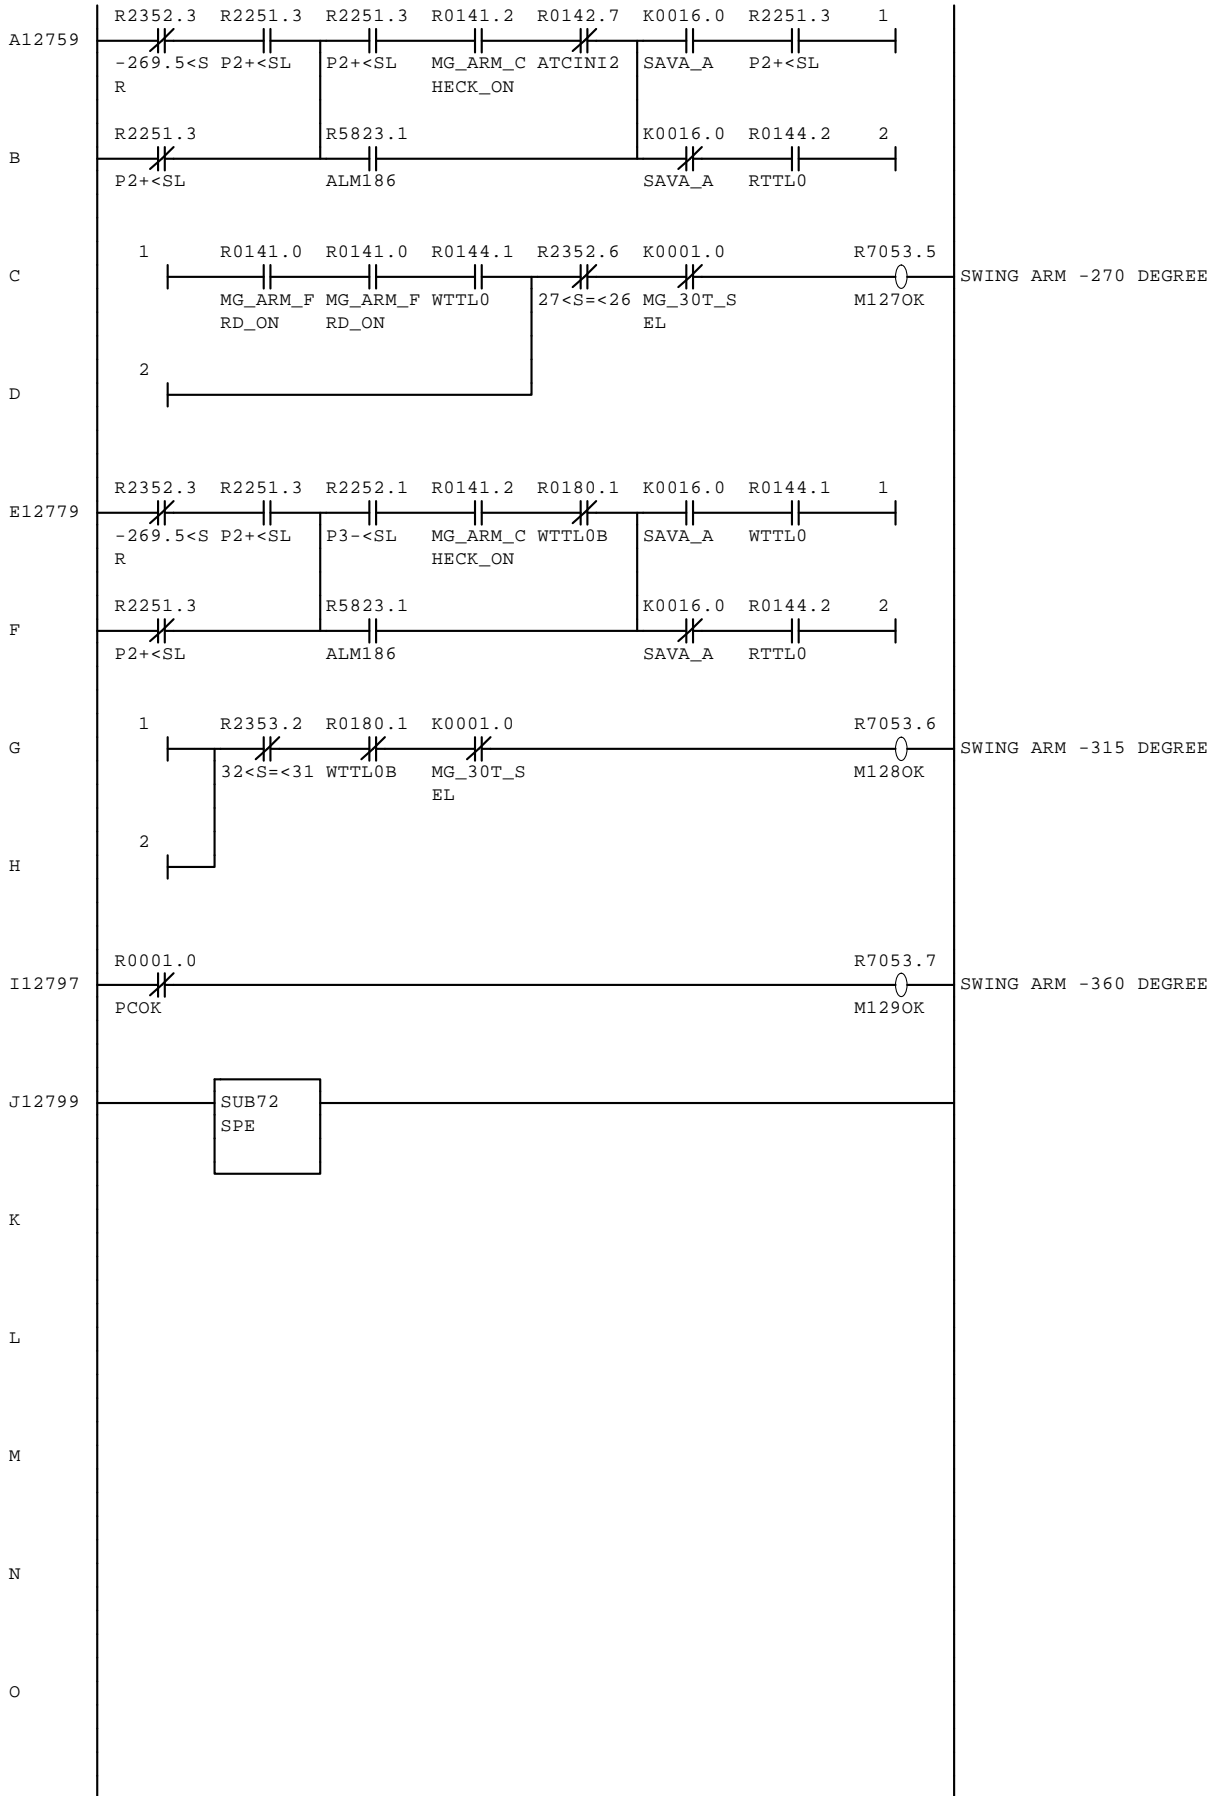 R2352.3 R2251.3 R2251.3 R0141.2 R0142.7 K0016.0 R2251.3 1
A12759
-269.5<S P2+<SL P2+<SL MG_ARM_C ATCINI2 SAVA_A P2+<SL
R HECK_ON
R2251.3 R5823.1 K0016.0 R0144.2 2
B
P2+<SL ALM186 SAVA_A RTTL0
1 R0141.0 R0141.0 R0144.1 R2352.6 K0001.0 R7053.5
C SWING ARM -270 DEGREE
MG_ARM_F MG_ARM_F WTTL0 27<S=<26 MG_30T_S M127OK
RD_ON RD_ON EL
2
D
R2352.3 R2251.3 R2252.1 R0141.2 R0180.1 K0016.0 R0144.1 1
E12779
-269.5<S P2+<SL P3-<SL MG_ARM_C WTTL0B SAVA_A WTTL0
R HECK_ON
R2251.3 R5823.1 K0016.0 R0144.2 2
F
P2+<SL ALM186 SAVA_A RTTL0
1 R2353.2 R0180.1 K0001.0 R7053.6
G SWING ARM -315 DEGREE
32<S=<31 WTTL0B MG_30T_S M128OK
EL
2
H
R0001.0 R7053.7
I12797 SWING ARM -360 DEGREE
PCOK M129OK
J12799 SUB72
SPE
K
L
M
N
O